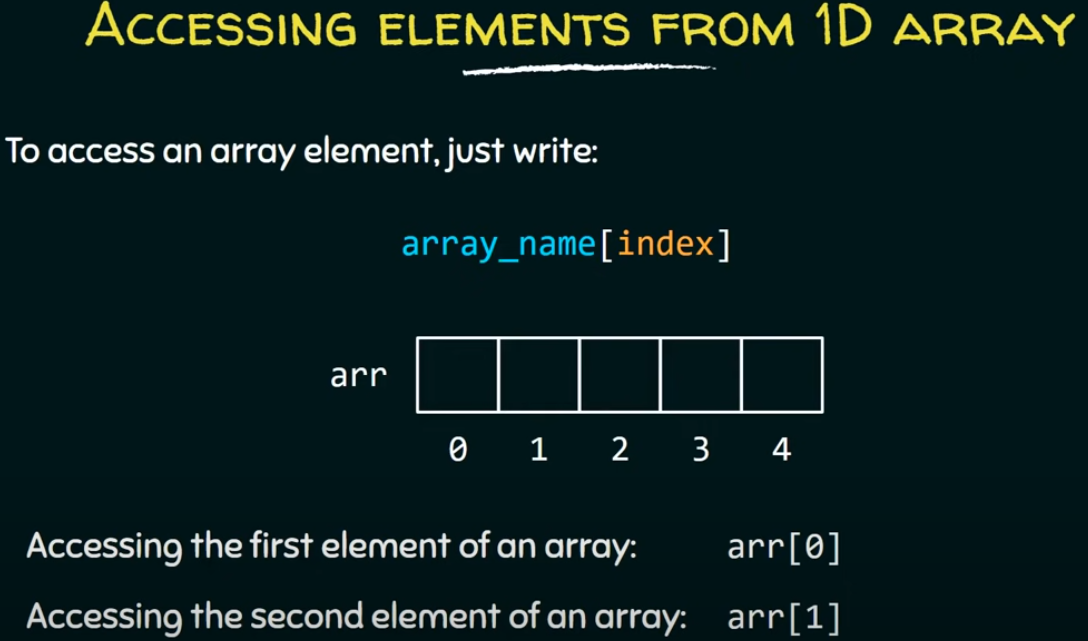 ACCESSING ELEMENTS FROM 1D ARRAY
To access an array element, just write:
array_name[index]
arr
0 1 2 3 4
Accessing the first element of an array: arr[0]
Accessing the second element of an array: arr[1]